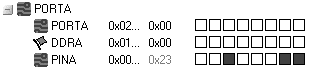 PORTA
PORTA 0x02... 0x00
DDRA 0x01... 0x00
PINA 0x00... 0x23